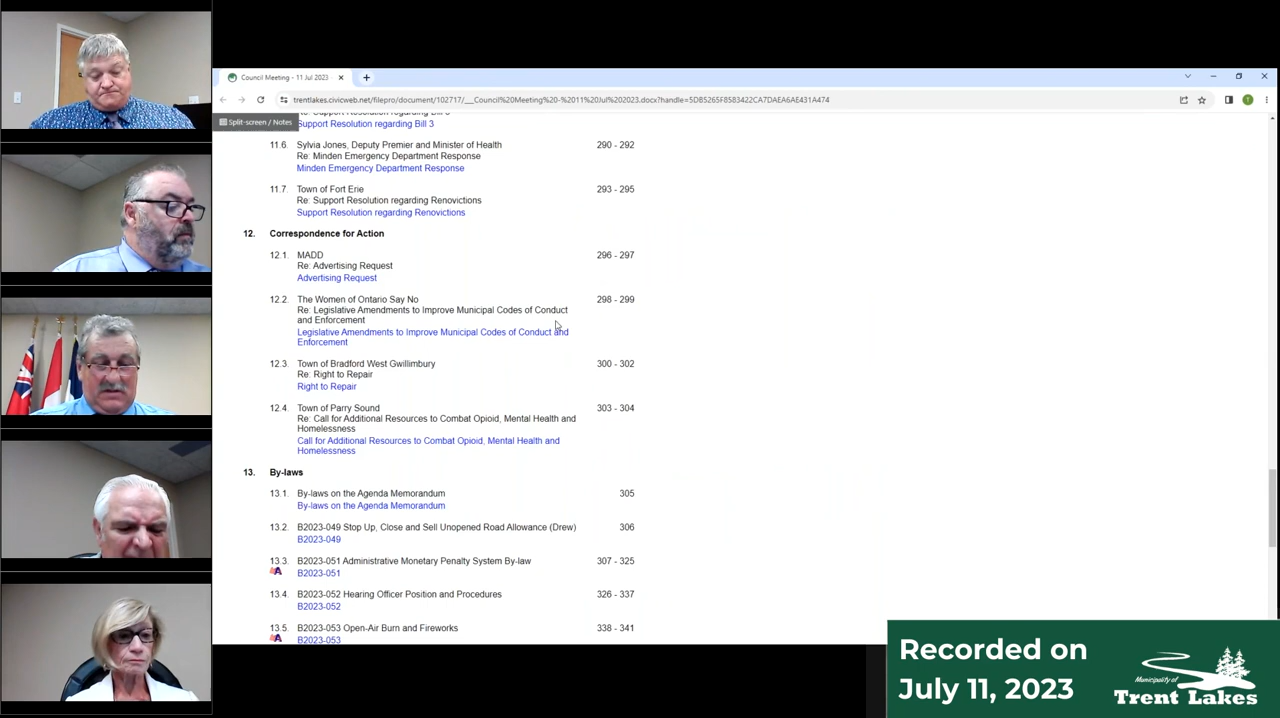 Council Meeting - 11 Jul 2023
trentlakes.civicweb.net/filepro/document/102717/___Council%20Meeting%20-%2011%20Jul%202023.docx?handle=5DB5265F85B3422CA7DAEA6AE431A474
Split-screen / Notes
Support Resolution regarding Bill 3
11.6. Sylvia Jones, Deputy Premier and Minister of Health 290 - 292
Re: Minden Emergency Department Response
Minden Emergency Department Response
11.7. Town of Fort Erie 293 - 295
Re: Support Resolution regarding Renovictions
Support Resolution regarding Renovictions
12. Correspondence for Action
12.1. MADD 296 - 297
Re: Advertising Request
Advertising Request
12.2. The Women of Ontario Say No 298 - 299
Re: Legislative Amendments to Improve Municipal Codes of Conduct
and Enforcement
Legislative Amendments to Improve Municipal Codes of Conduct and
Enforcement
12.3. Town of Bradford West Gwillimbury 300 - 302
Re: Right to Repair
Right to Repair
12.4. Town of Parry Sound 303 - 304
Re: Call for Additional Resources to Combat Opioid, Mental Health and
Homelessness
Call for Additional Resources to Combat Opioid, Mental Health and
Homelessness
13. By-laws
13.1. By-laws on the Agenda Memorandum 305
By-laws on the Agenda Memorandum
13.2. B2023-049 Stop Up, Close and Sell Unopened Road Allowance (Drew) 306
B2023-049
13.3. B2023-051 Administrative Monetary Penalty System By-law 307 - 325
B2023-051
13.4. B2023-052 Hearing Officer Position and Procedures 326 - 337
B2023-052
13.5. B2023-053 Open-Air Burn and Fireworks 338 - 341
B2023-053
Recorded on
July 11, 2023
Municipality of
Trent Lakes